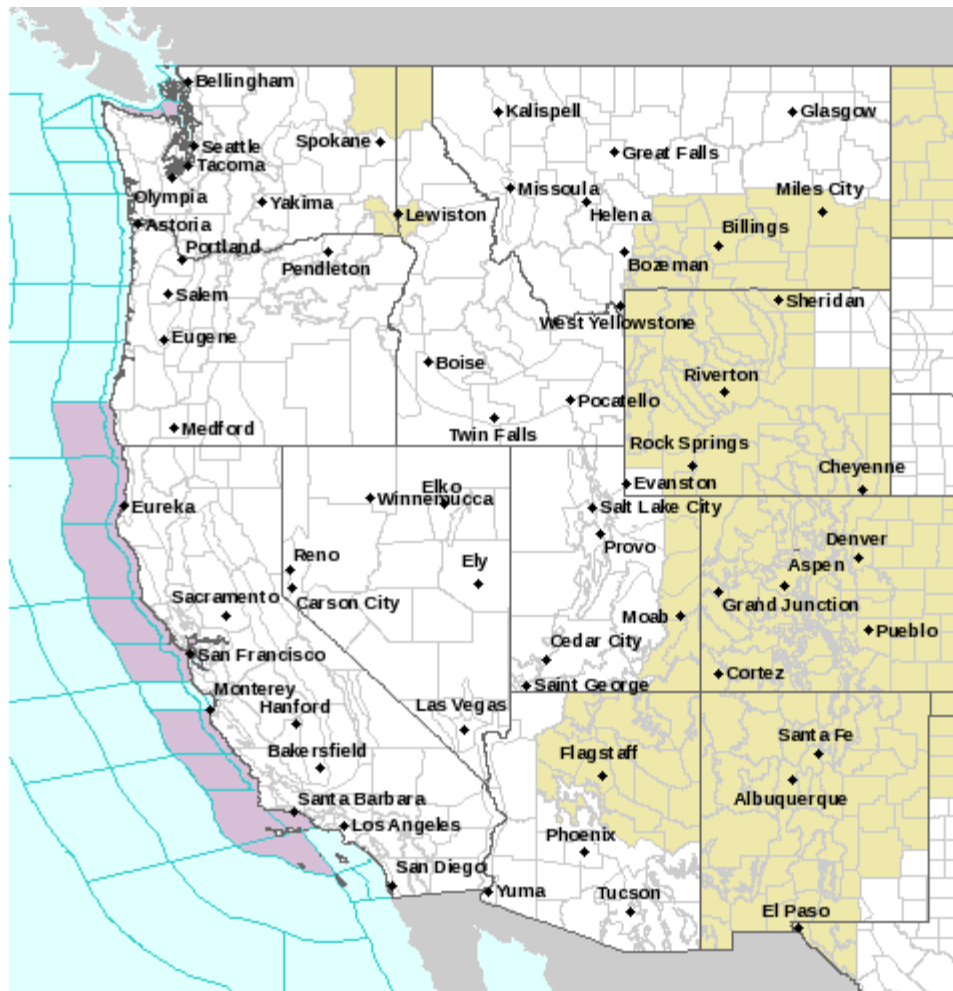 Bellingham
Kalispell
Glasgow
Seattle
Spokane
Great Falls
Tacoma
Missoula
Miles City
Olympia
Yakima
Lewiston
Helena
Astoria
Billings
Portland
Pendleton
Bozeman
Salem
Sheridan
West Yellowstone
Eugene
Boise
Riverton
Pocatello
Medford
Twin Falls
Rock Springs
Cheyenne
Elko
Winnemucca
Evanston
Eureka
Salt Lake City
Provo
Denver
Reno
Ely
Aspen
Sacramento
Carson City
Grand Junction
Moab
Pueblo
San Francisco
Cedar City
Cortez
Saint George
Monterey
Hanford
Las Vegas
Santa Fe
Bakersfield
Flagstaff
Albuquerque
Santa Barbara
Los Angeles
Phoenix
San Diego
Yuma
Tucson
El Paso